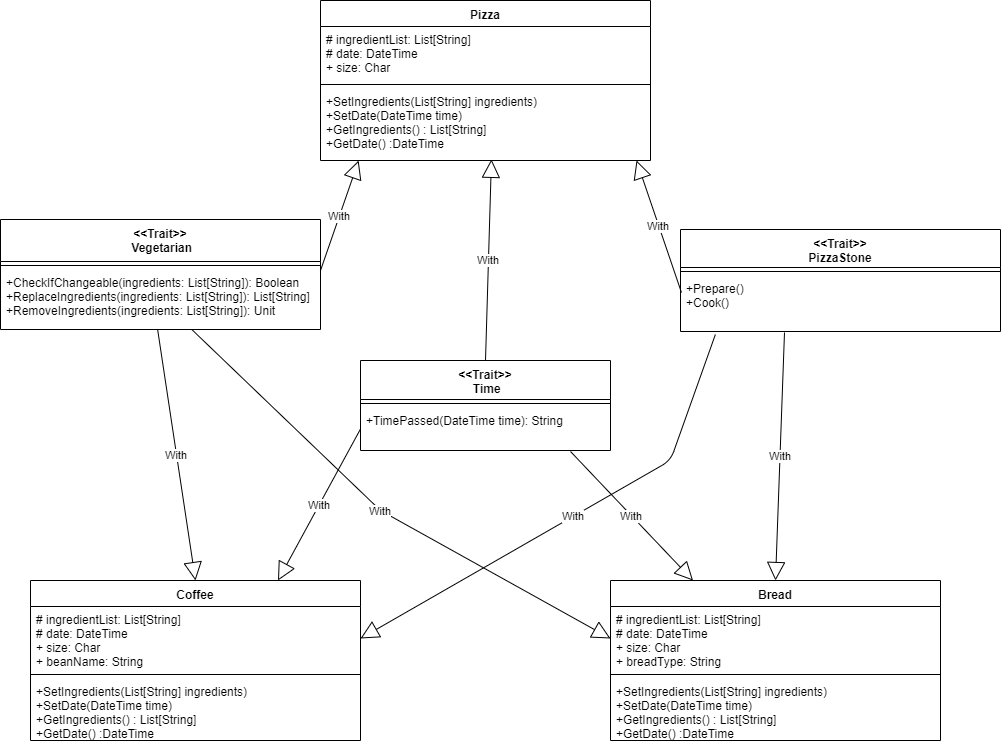 Pizza
# ingredientList: List[String]
# date: DateTime
+ size: Char
+SetIngredients(List[String] ingredients)
+SetDate(DateTime time)
+GetIngredients() : List[String]
+GetDate() :DateTime
With
With
With
<<Trait>>
Vegetarian
+CheckIfChangeable(ingredients: List[String]): Boolean
+ReplaceIngredients(ingredients: List[String]): List[String]
+RemoveIngredients(ingredients: List[String]): Unit
<<Trait>>
PizzaStone
+Prepare()
+Cook()
<<Trait>>
Time
+TimePassed(DateTime time): String
With
With
With
With
With
With
Coffee
# ingredientList: List[String]
# date: DateTime
+ size: Char
+ beanName: String
+SetIngredients(List[String] ingredients)
+SetDate(DateTime time)
+GetIngredients() : List[String]
+GetDate() :DateTime
Bread
# ingredientList: List[String]
# date: DateTime
+ size: Char
+ breadType: String
+SetIngredients(List[String] ingredients)
+SetDate(DateTime time)
+GetIngredients() : List[String]
+GetDate() :DateTime